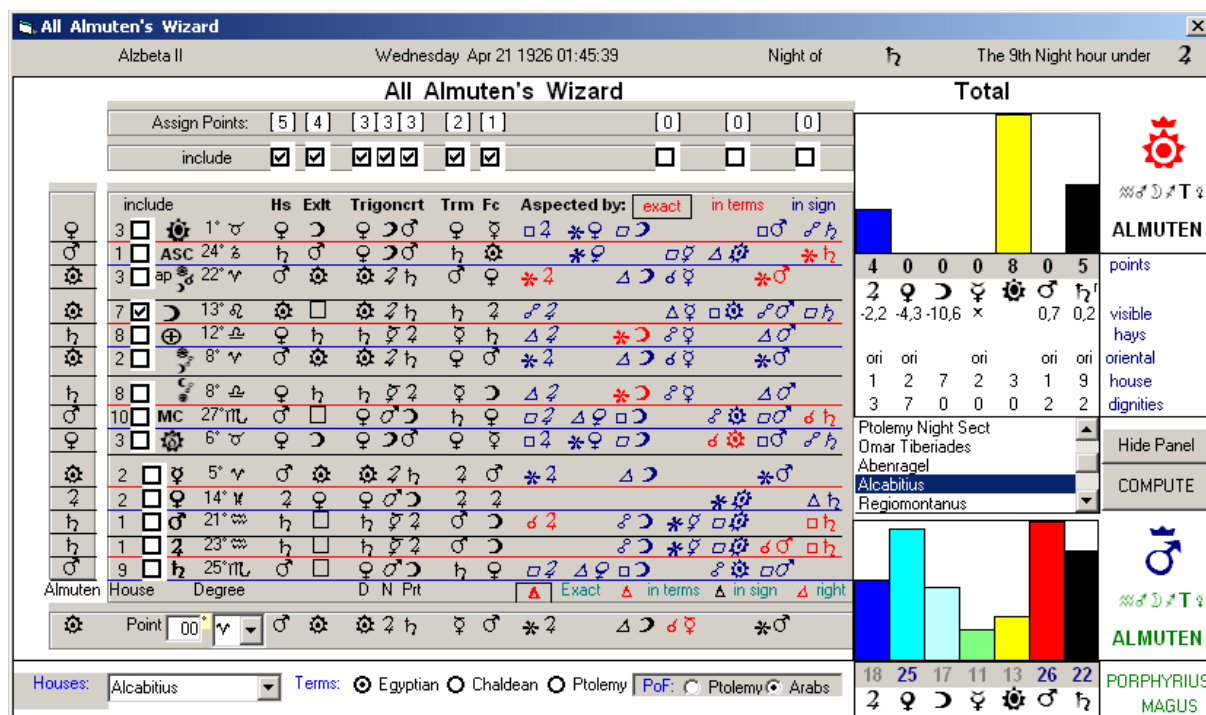 All Almuten's Wizard
Alzbeta II Wednesday Apr 21 1926 01:45:39 Night of ♄ The 9th Night hour under ♃
All Almuten's Wizard Total
Assign Points: [5] [4] [3] [3] [3] [2] [1] [0] [0] [0]
include
include Hs Exlt Trigoncrt Trm Fc Aspected by: exact in terms in sign
♀ 3 1° ♉ ♀ ☽ ♀ ☽ ♂ ♀ ☿ □♃ ⚹♀ □☽ □♂ ☍♄
♂ 1 ASC 24° ♑ ♄ ♂ ♀ ☽ ♂ ♄ ☉ ⚹♀ □☿ △☉ ⚹♄
☉ 3 ap 22° ♈ ♂ ☉ ☉ ♃ ♄ ♂ ♀ ⚹♃ △☽ ☌☿ ⚹♂
☉ 7 ☽ 13° ♌ ☉ □ ☉ ♃ ♄ ♄ ♃ ☍♃ △☿ □☉ ☍♂ □♄
♄ 8 ⊕ 12° ♎ ♀ ♄ ♄ ☿ ♃ ☿ ♄ △♃ ⚹☽ ☍☿ △♂
☉ 2 8° ♈ ♂ ☉ ☉ ♃ ♄ ♀ ♂ ⚹♃ △☽ ☌☿ ⚹♂
♄ 8 8° ♎ ♀ ♄ ♄ ☿ ♃ ☿ ☽ △♃ ⚹☽ ☍☿ △♂
♂ 10 MC 27° ♏ ♂ □ ♀ ♂ ☽ ♄ ♀ □♃ △♀ □☽ ☍☉ □♂ ☌♄
♀ 3 6° ♉ ♀ ☽ ♀ ☽ ♂ ♀ ☿ □♃ ⚹♀ □☽ ☌☉ □♂ ☍♄
☉ 2 ☿ 5° ♈ ♂ ☉ ☉ ♃ ♄ ♃ ♂ ⚹♃ △☽ ⚹♂
♃ 2 ♀ 14° ♓ ♃ ♀ ♀ ♂ ☽ ♃ ♃ ⚹☉ △♄
♄ 1 ♂ 21° ♒ ♄ □ ♄ ☿ ♃ ♂ ☽ ☌♃ ☍☽ ⚹☿ □☉ □♄
♄ 1 ♃ 23° ♒ ♄ □ ♄ ☿ ♃ ♂ ☽ ☍☽ ⚹☿ □☉ ☌♂ □♄
♂ 9 ♄ 25° ♏ ♂ □ ♀ ♂ ☽ ♄ ♀ □♃ △♀ □☽ ☍☉ □♂
Almuten House Degree D N Prt △ Exact △ in terms △ in sign △ right
☉ Point 00° ♈ ♂ ☉ ☉ ♃ ♄ ☿ ♂ ⚹♃ △☽ ☌☿ ⚹♂
Houses: Alcabitius Terms: Egyptian Chaldean Ptolemy PoF: Ptolemy Arabs
♒♂☽♐T♀
ALMUTEN
4 0 0 0 8 0 5 points
♃ ♀ ☽ ☿ ☉ ♂ ♄r
-2,2 -4,3 -10,6 × 0,7 0,2 visible
hays
ori ori ori ori ori oriental
1 2 7 2 3 1 9 house
3 7 0 0 0 2 2 dignities
Ptolemy Night Sect
Omar Tiberiades
Abenragel
Alcabitius
Regiomontanus
Hide Panel
COMPUTE
♂
♒♂☽♐T♀
ALMUTEN
18 25 17 11 13 26 22
♃ ♀ ☽ ☿ ☉ ♂ ♄
PORPHYRIUS
MAGUS